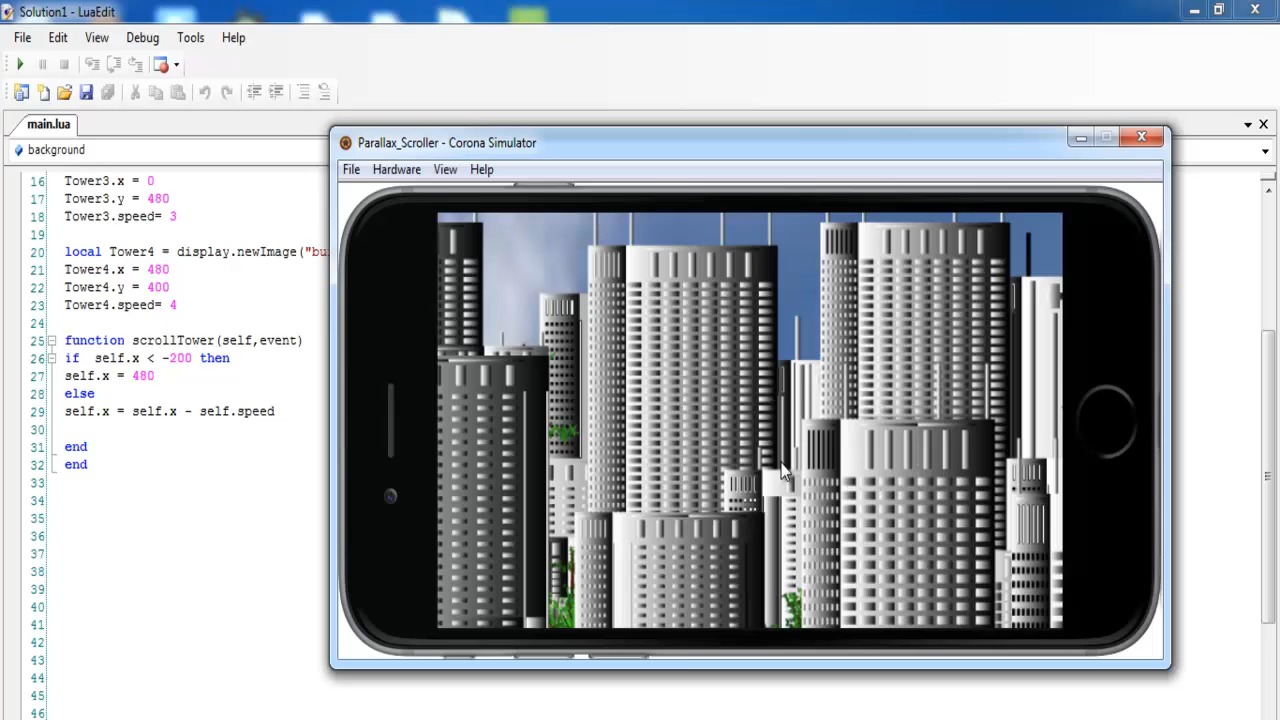 Solution1 - LuaEdit
File Edit View Debug Tools Help
main.lua
background
Parallax_Scroller - Corona Simulator
File Hardware View Help
16 Tower3.x = 0
17 Tower3.y = 480
18 Tower3.speed= 3
19
20 local Tower4 = display.newImage("bu
21 Tower4.x = 480
22 Tower4.y = 400
23 Tower4.speed= 4
24
25 function scrollTower(self,event)
26 if self.x < -200 then
27 self.x = 480
28 else
29 self.x = self.x - self.speed
30
31 end
32 end
33
34
35
36
37
38
39
40
41
42
43
44
45
46